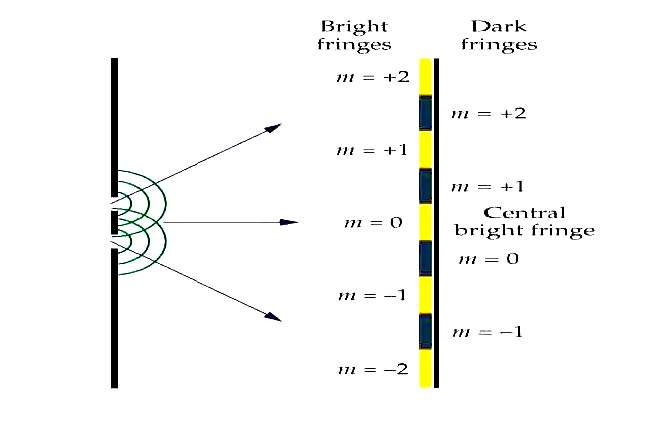 Bright
fringes
Dark
fringes
m = +2
m = +2
m = +1
m = +1
Central
bright fringe
m = 0
m = 0
m = −1
m = −1
m = −2